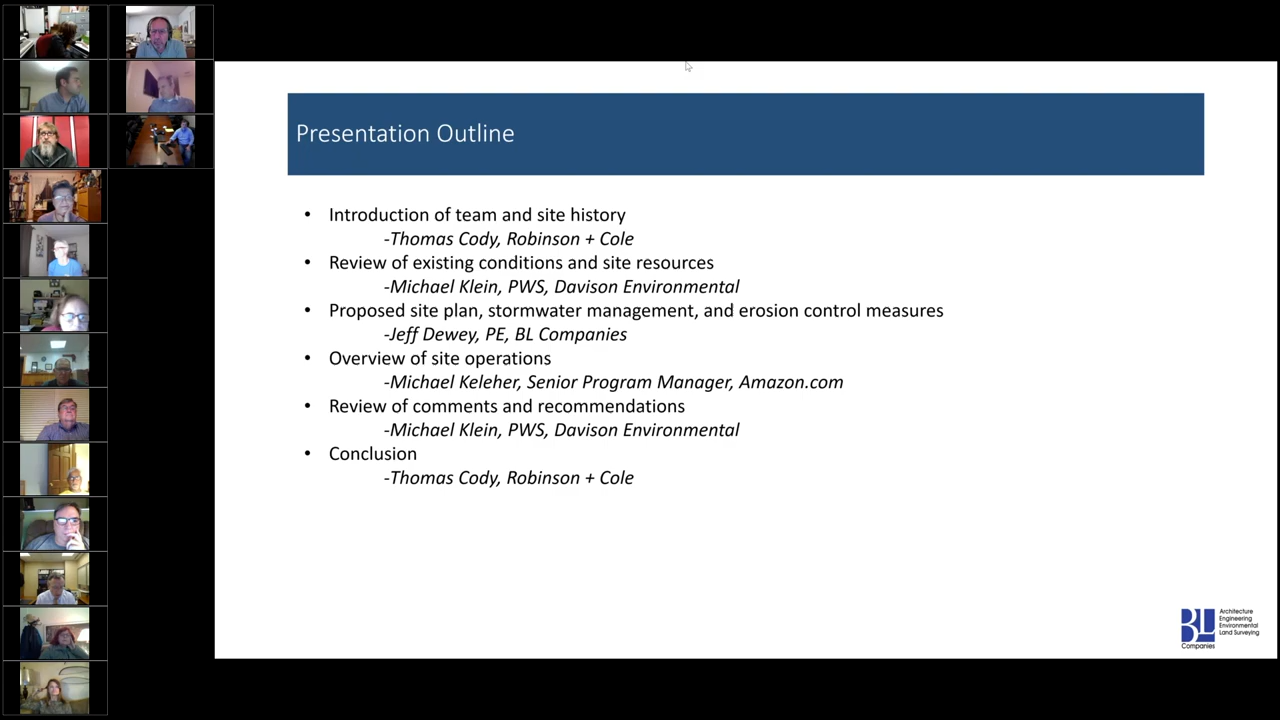 Presentation Outline
• Introduction of team and site history
-Thomas Cody, Robinson + Cole
• Review of existing conditions and site resources
-Michael Klein, PWS, Davison Environmental
• Proposed site plan, stormwater management, and erosion control measures
-Jeff Dewey, PE, BL Companies
• Overview of site operations
-Michael Keleher, Senior Program Manager, Amazon.com
• Review of comments and recommendations
-Michael Klein, PWS, Davison Environmental
• Conclusion
-Thomas Cody, Robinson + Cole
BL
Companies
Architecture
Engineering
Environmental
Land Surveying